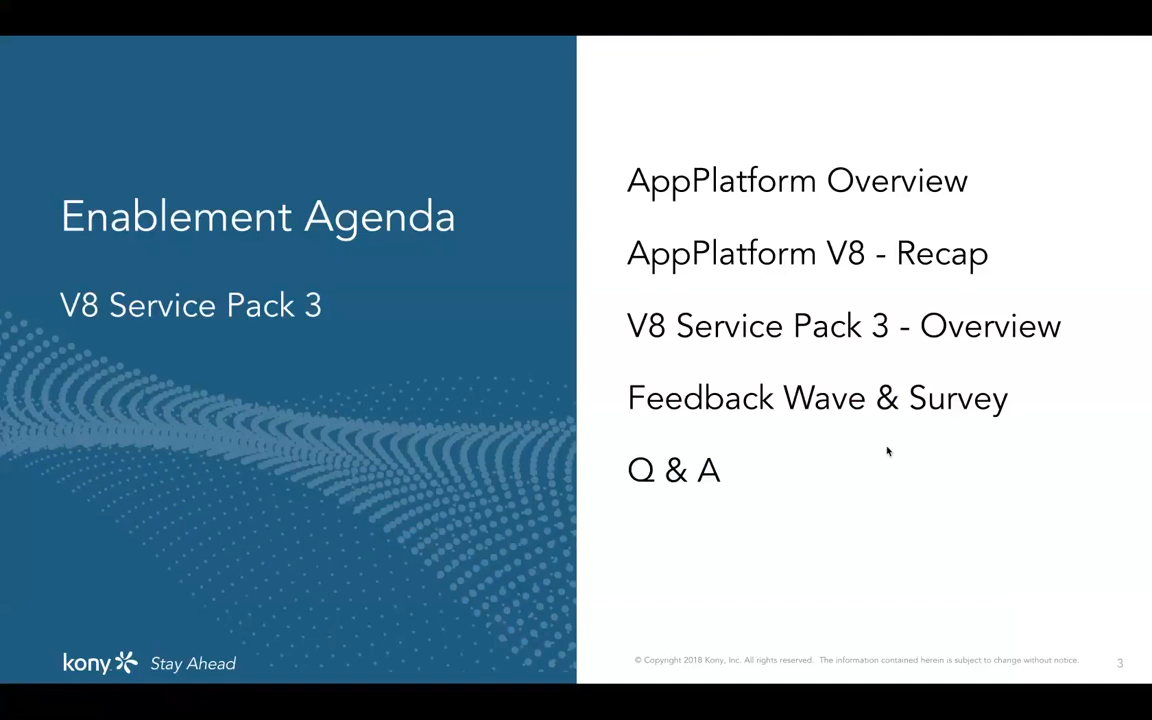 Enablement Agenda
V8 Service Pack 3
AppPlatform Overview
AppPlatform V8 - Recap
V8 Service Pack 3 - Overview
Feedback Wave & Survey
Q & A
kony Stay Ahead
© Copyright 2018 Kony, Inc. All rights reserved. The information contained herein is subject to change without notice.
3